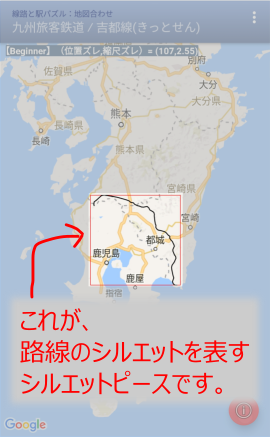 線路と駅パズル:地図合わせ
九州旅客鉄道 / 吉都線(きっとせん)
【Beginner】 (位置ズレ,縮尺ズレ) = (107,2.55)
佐賀県
別府
大分
大分県
長崎県
熊本
長崎
熊本県
宮崎県
宮崎
都城
鹿児島
鹿屋
指宿
これが、
路線のシルエットを表す
シルエットピースです。
Google